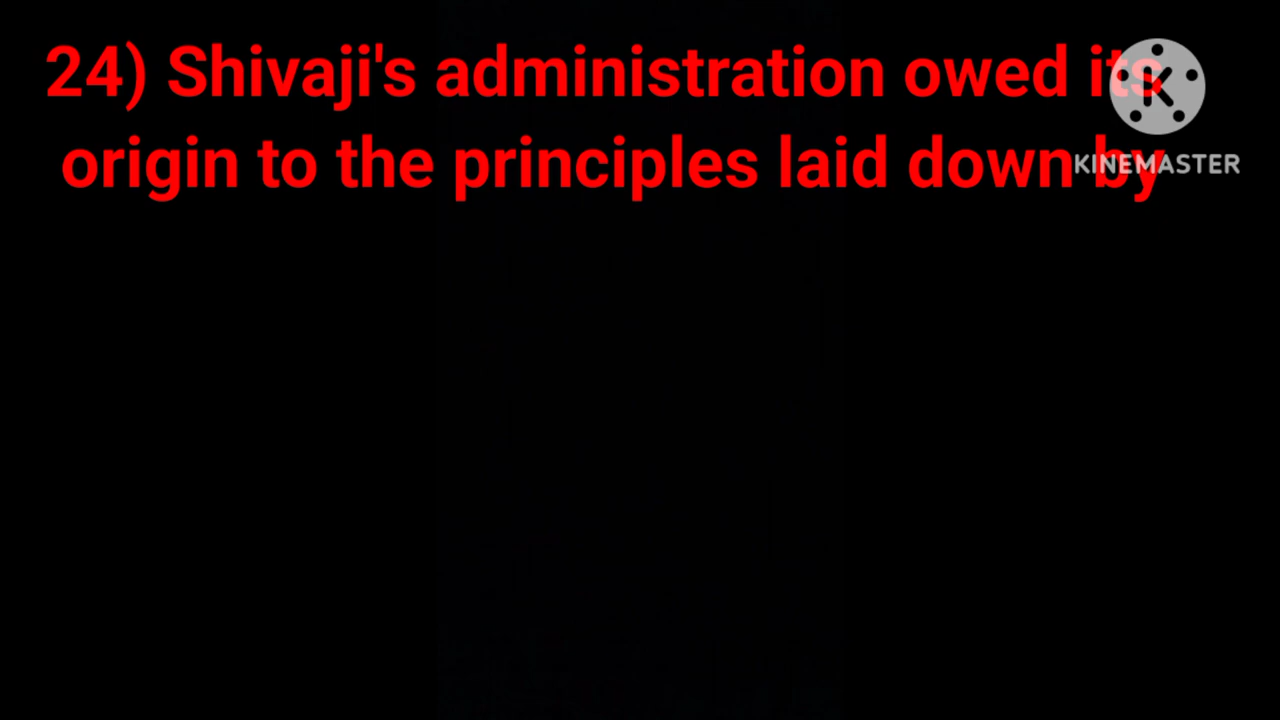 24) Shivaji's administration owed its
origin to the principles laid down by
K
KINEMASTER